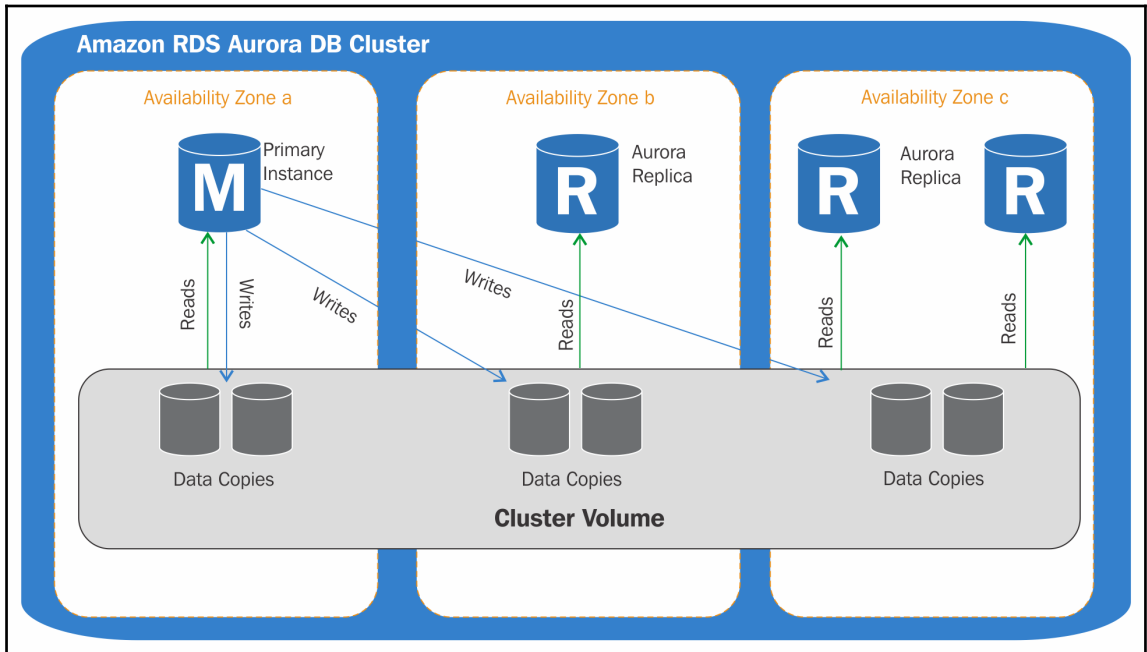 Amazon RDS Aurora DB Cluster
Availability Zone a
Availability Zone b
Availability Zone c
M
Primary
Instance
R
Aurora
Replica
R
Aurora
Replica
R
Reads
Writes
Writes
Writes
Reads
Reads
Reads
Data Copies
Data Copies
Data Copies
Cluster Volume